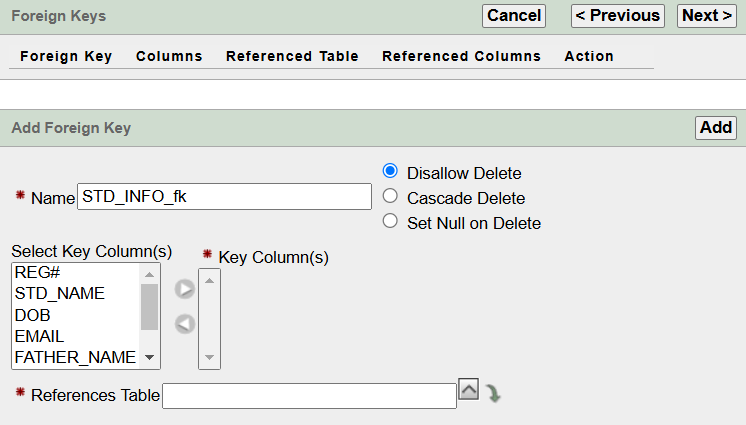 Foreign Keys Cancel < Previous Next >
Foreign Key Columns Referenced Table Referenced Columns Action
Add Foreign Key Add
Disallow Delete
* Name STD_INFO_fk Cascade Delete
Set Null on Delete
Select Key Column(s) * Key Column(s)
REG#
STD_NAME
DOB
EMAIL
FATHER_NAME
* References Table